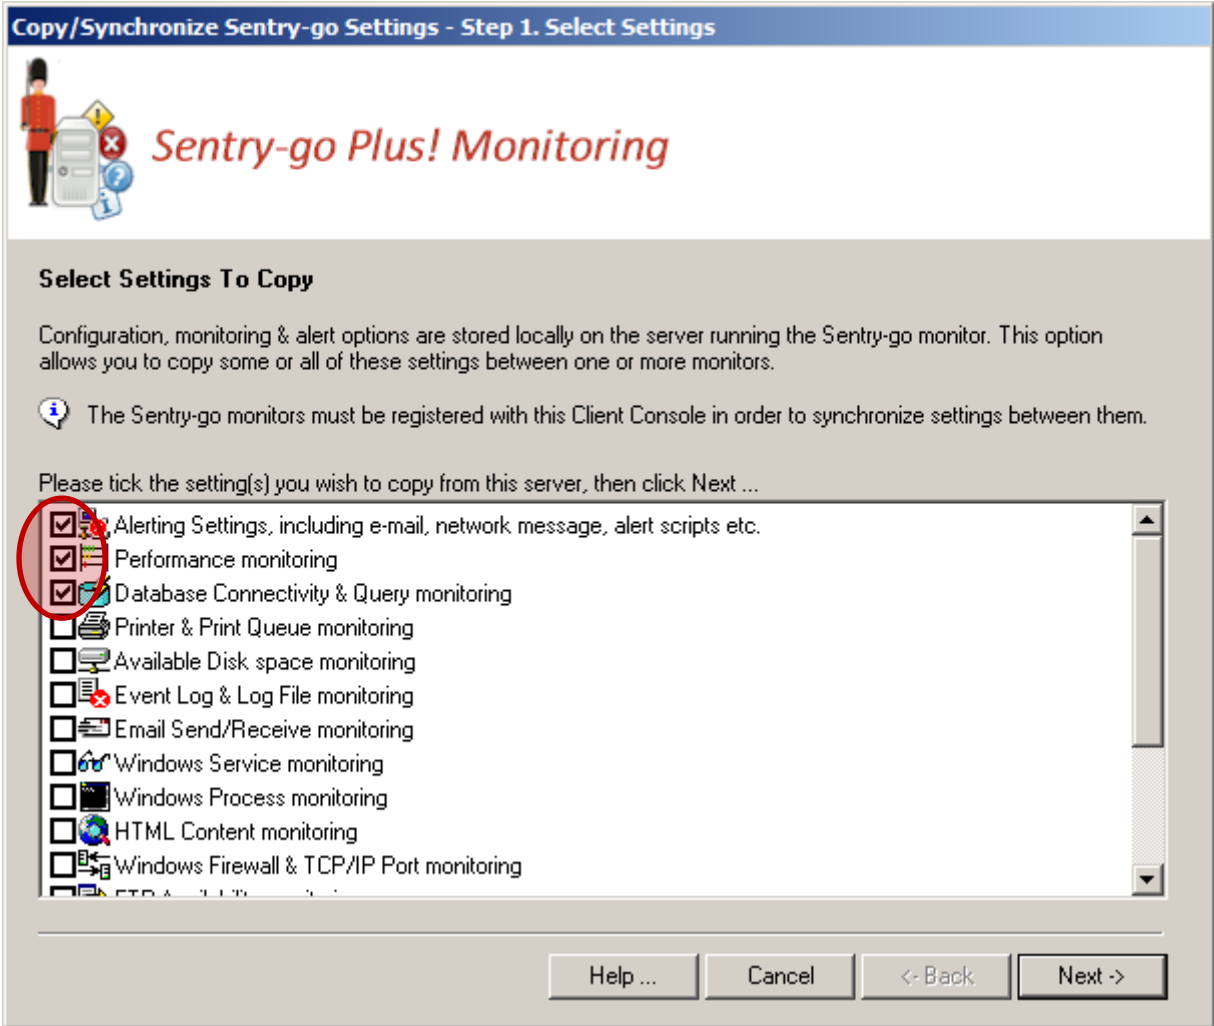 Copy/Synchronize Sentry-go Settings - Step 1. Select Settings
Sentry-go Plus! Monitoring
Select Settings To Copy
Configuration, monitoring & alert options are stored locally on the server running the Sentry-go monitor. This option
allows you to copy some or all of these settings between one or more monitors.
The Sentry-go monitors must be registered with this Client Console in order to synchronize settings between them.
Please tick the setting(s) you wish to copy from this server, then click Next ...
Alerting Settings, including e-mail, network message, alert scripts etc.
Performance monitoring
Database Connectivity & Query monitoring
Printer & Print Queue monitoring
Available Disk space monitoring
Event Log & Log File monitoring
Email Send/Receive monitoring
Windows Service monitoring
Windows Process monitoring
HTML Content monitoring
Windows Firewall & TCP/IP Port monitoring
Help ...
Cancel
<- Back
Next ->